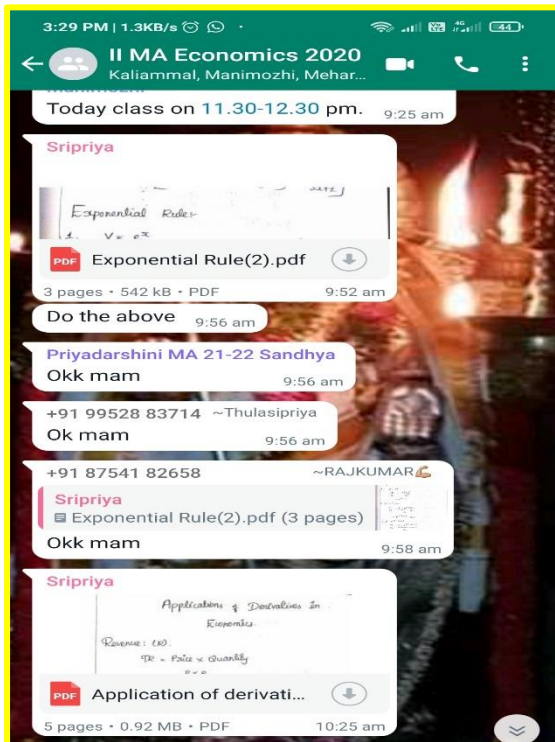 3:29 PM | 1.3KB/s
4G
44
II MA Economics 2020
Kaliammal, Manimozhi, Mehar...
Today class on 11.30-12.30 pm. 9:25 am
Sripriya
Exponential Rule:
PDF Exponential Rule(2).pdf
3 pages • 542 kB • PDF 9:52 am
Do the above 9:56 am
Priyadarshini MA 21-22 Sandhya
Okk mam 9:56 am
+91 99528 83714 ~Thulasipriya
Ok mam 9:56 am
+91 87541 82658 ~RAJKUMAR💪
Sripriya
Exponential Rule(2).pdf (3 pages)
Okk mam 9:58 am
Sripriya
Applications of Derivatives In
Economics
Revenue: (R).
TR = Price x Quantity
PDF Application of derivati...
5 pages • 0.92 MB • PDF 10:25 am